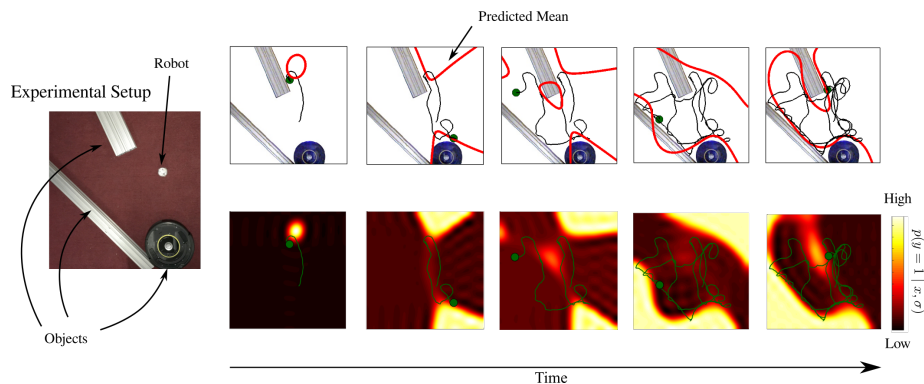 Predicted Mean
Robot
Experimental Setup
High
p(y = 1 | x, σ)
Low
Objects
Time